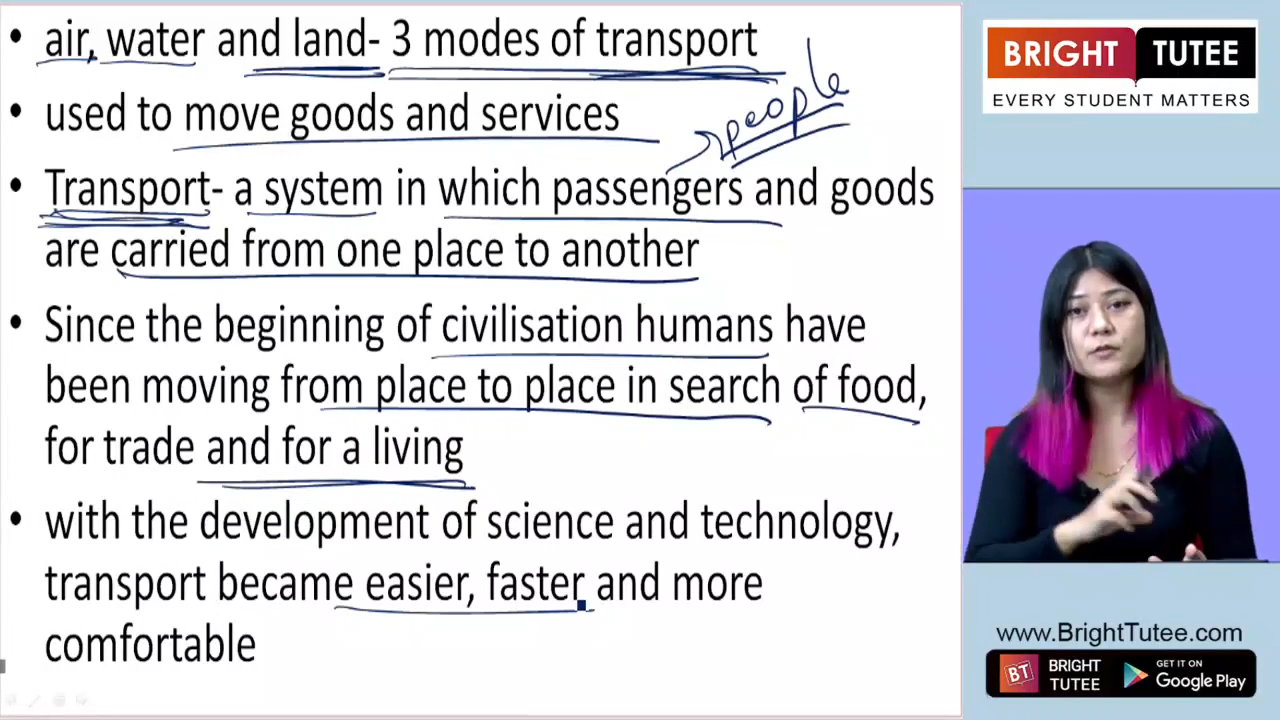 • air, water and land- 3 modes of transport
people
• used to move goods and services
• Transport- a system in which passengers and goods
are carried from one place to another
• Since the beginning of civilisation humans have
been moving from place to place in search of food,
for trade and for a living
• with the development of science and technology,
transport became easier, faster and more
comfortable
BRIGHT TUTEE
EVERY STUDENT MATTERS
www.BrightTutee.com
BT BRIGHT TUTEE
GET IT ON
Google Play